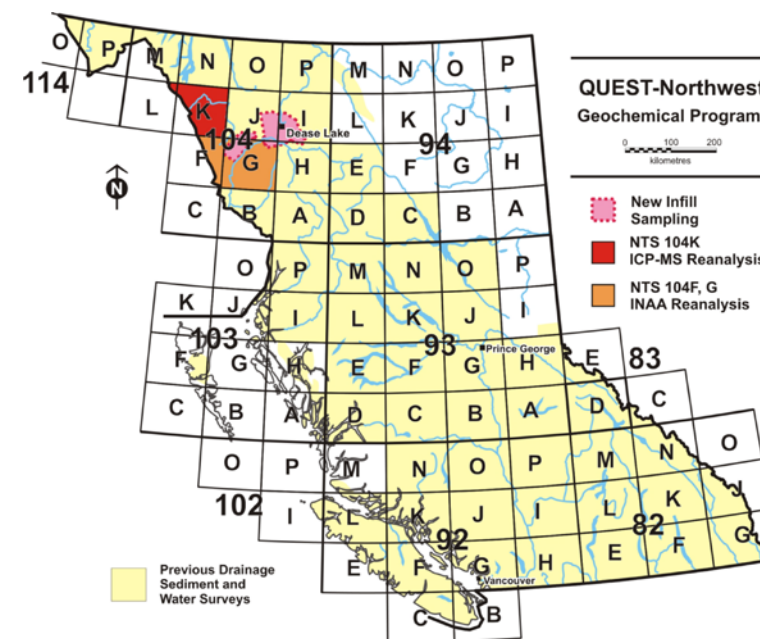 O P M N O P M N O P
114
QUEST-Northwest
Geochemical Program
L K J I L K J I
Dease Lake
104
94
0 100 200
kilometres
F G H E F G H
N
C B A D C B A
New Infill
Sampling
NTS 104K
ICP-MS Reanalysis
NTS 104F, G
INAA Reanalysis
O P M N O P
K J I L K J I
103
93
Prince George
F G H E F G H E
83
C B A D C B A D C
O P M N O P M N O
102
I L K J I L K J
92
82
E F G H E F G
Vancouver
Previous Drainage
Sediment and
Water Surveys
C B